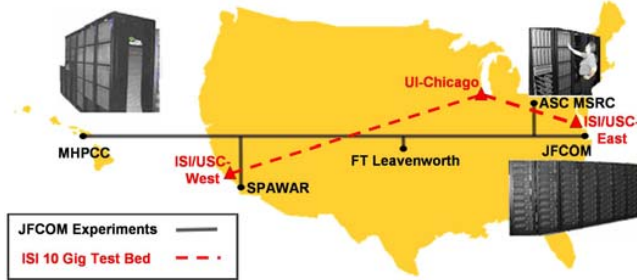 UI-Chicago
ASC MSRC
ISI/USC-
East
MHPCC
ISI/USC-
West
FT Leavenworth
JFCOM
SPAWAR
JFCOM Experiments
ISI 10 Gig Test Bed